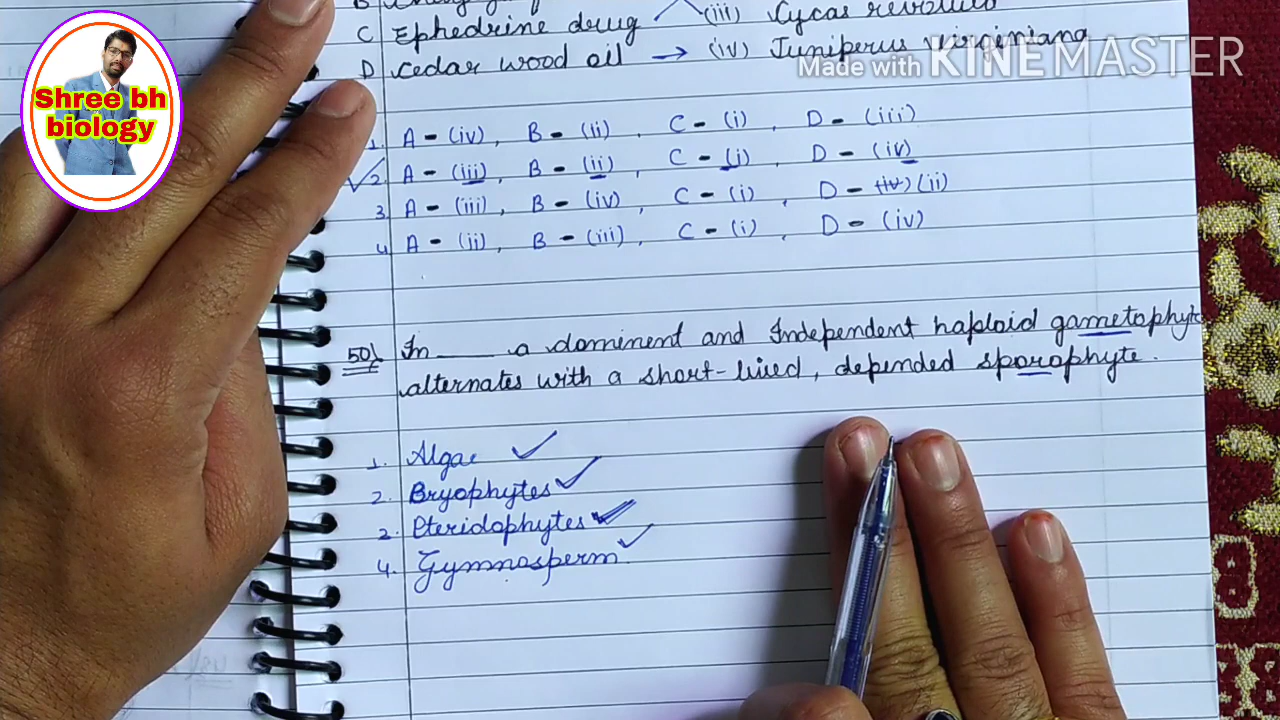 C Ephedrine drug (iii) Cycas revoluta
D Cedar wood oil → (iv) Juniperus virginiana
Made with KINEMASTER
Shree bh
biology
1. A - (iv), B - (ii), C - (i), D - (iii)
2 A - (iii), B - (ii), C - (i), D - (iv)
3. A - (iii), B - (iv), C - (i), D - (iv) (ii)
4 A - (ii), B - (iii), C - (i), D - (iv)
50) In ____ a dominent and Independent haploid gametophyte
alternates with a short-lived, depended sporophyte.
1. Algae
2. Bryophytes
2. Pteridophytes
4. Gymnosperm.